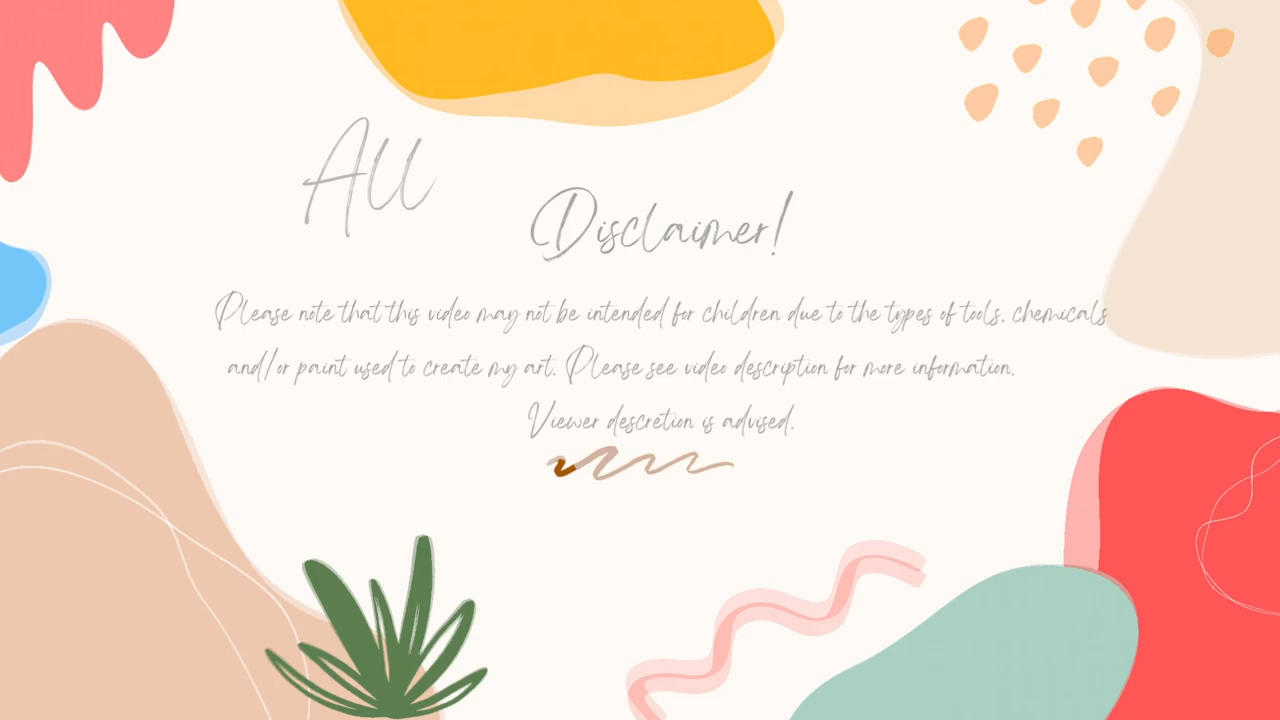 All
Disclaimer!
Please note that this video may not be intended for children due to the types of tools, chemicals
and/or paint used to create my art. Please see video description for more information.
Viewer descretion is advised.